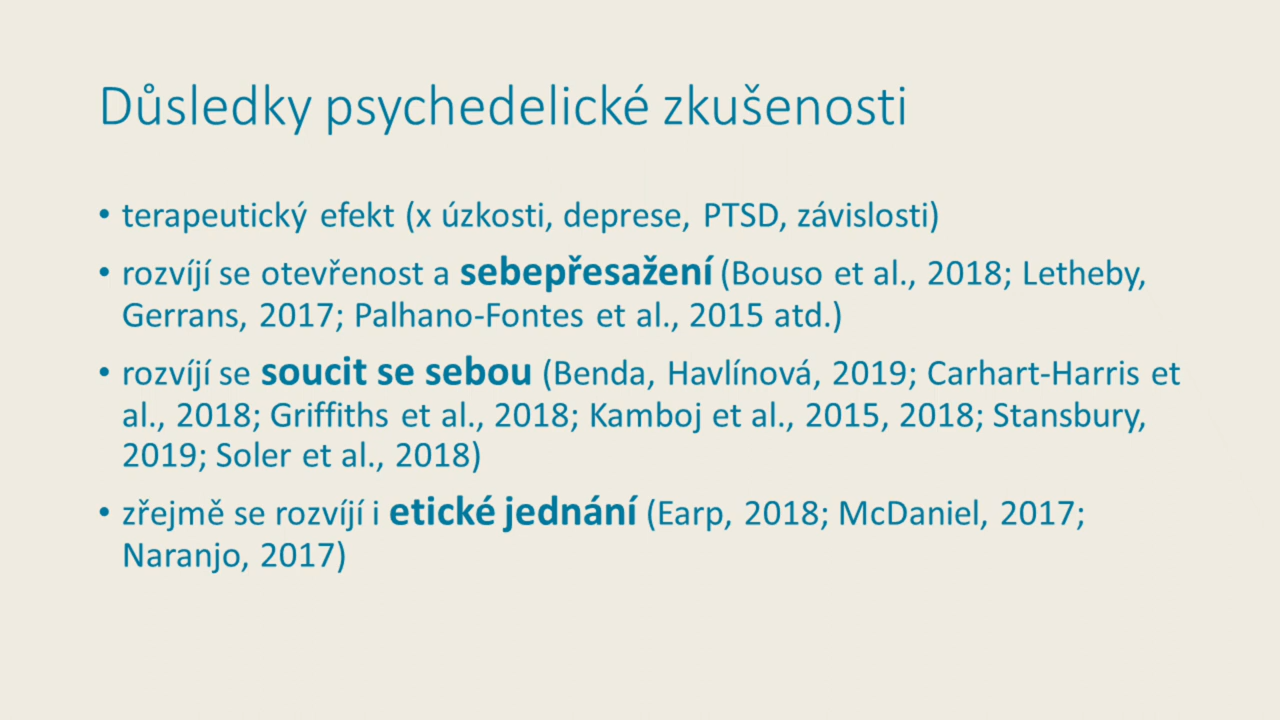 Důsledky psychedelické zkušenosti
• terapeutický efekt (x úzkosti, deprese, PTSD, závislosti)
• rozvíjí se otevřenost a sebepřesažení (Bouso et al., 2018; Letheby,
Gerrans, 2017; Palhano-Fontes et al., 2015 atd.)
• rozvíjí se soucit se sebou (Benda, Havlínová, 2019; Carhart-Harris et
al., 2018; Griffiths et al., 2018; Kamboj et al., 2015, 2018; Stansbury,
2019; Soler et al., 2018)
• zřejmě se rozvíjí i etické jednání (Earp, 2018; McDaniel, 2017;
Naranjo, 2017)